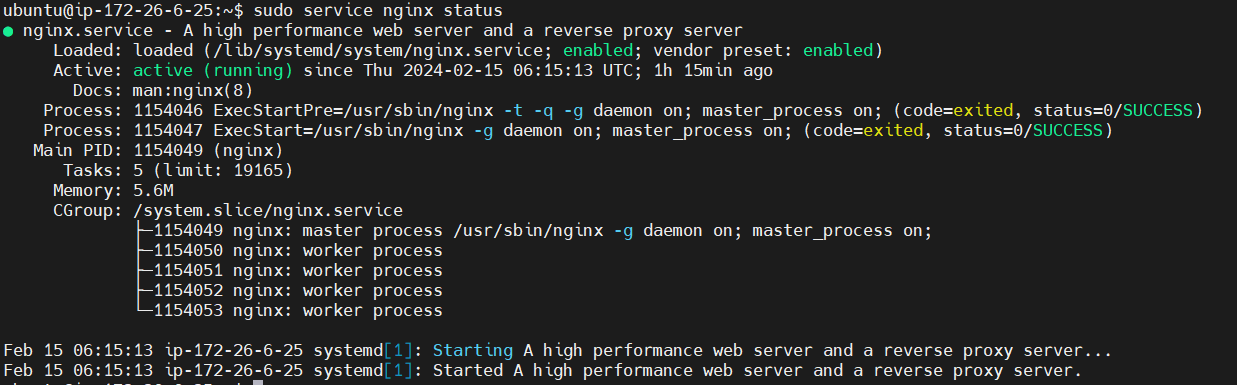 ubuntu@ip-172-26-6-25:~$ sudo service nginx status
● nginx.service - A high performance web server and a reverse proxy server
Loaded: loaded (/lib/systemd/system/nginx.service; enabled; vendor preset: enabled)
Active: active (running) since Thu 2024-02-15 06:15:13 UTC; 1h 15min ago
Docs: man:nginx(8)
Process: 1154046 ExecStartPre=/usr/sbin/nginx -t -q -g daemon on; master_process on; (code=exited, status=0/SUCCESS)
Process: 1154047 ExecStart=/usr/sbin/nginx -g daemon on; master_process on; (code=exited, status=0/SUCCESS)
Main PID: 1154049 (nginx)
Tasks: 5 (limit: 19165)
Memory: 5.6M
CGroup: /system.slice/nginx.service
├─1154049 nginx: master process /usr/sbin/nginx -g daemon on; master_process on;
├─1154050 nginx: worker process
├─1154051 nginx: worker process
├─1154052 nginx: worker process
└─1154053 nginx: worker process
Feb 15 06:15:13 ip-172-26-6-25 systemd[1]: Starting A high performance web server and a reverse proxy server...
Feb 15 06:15:13 ip-172-26-6-25 systemd[1]: Started A high performance web server and a reverse proxy server.